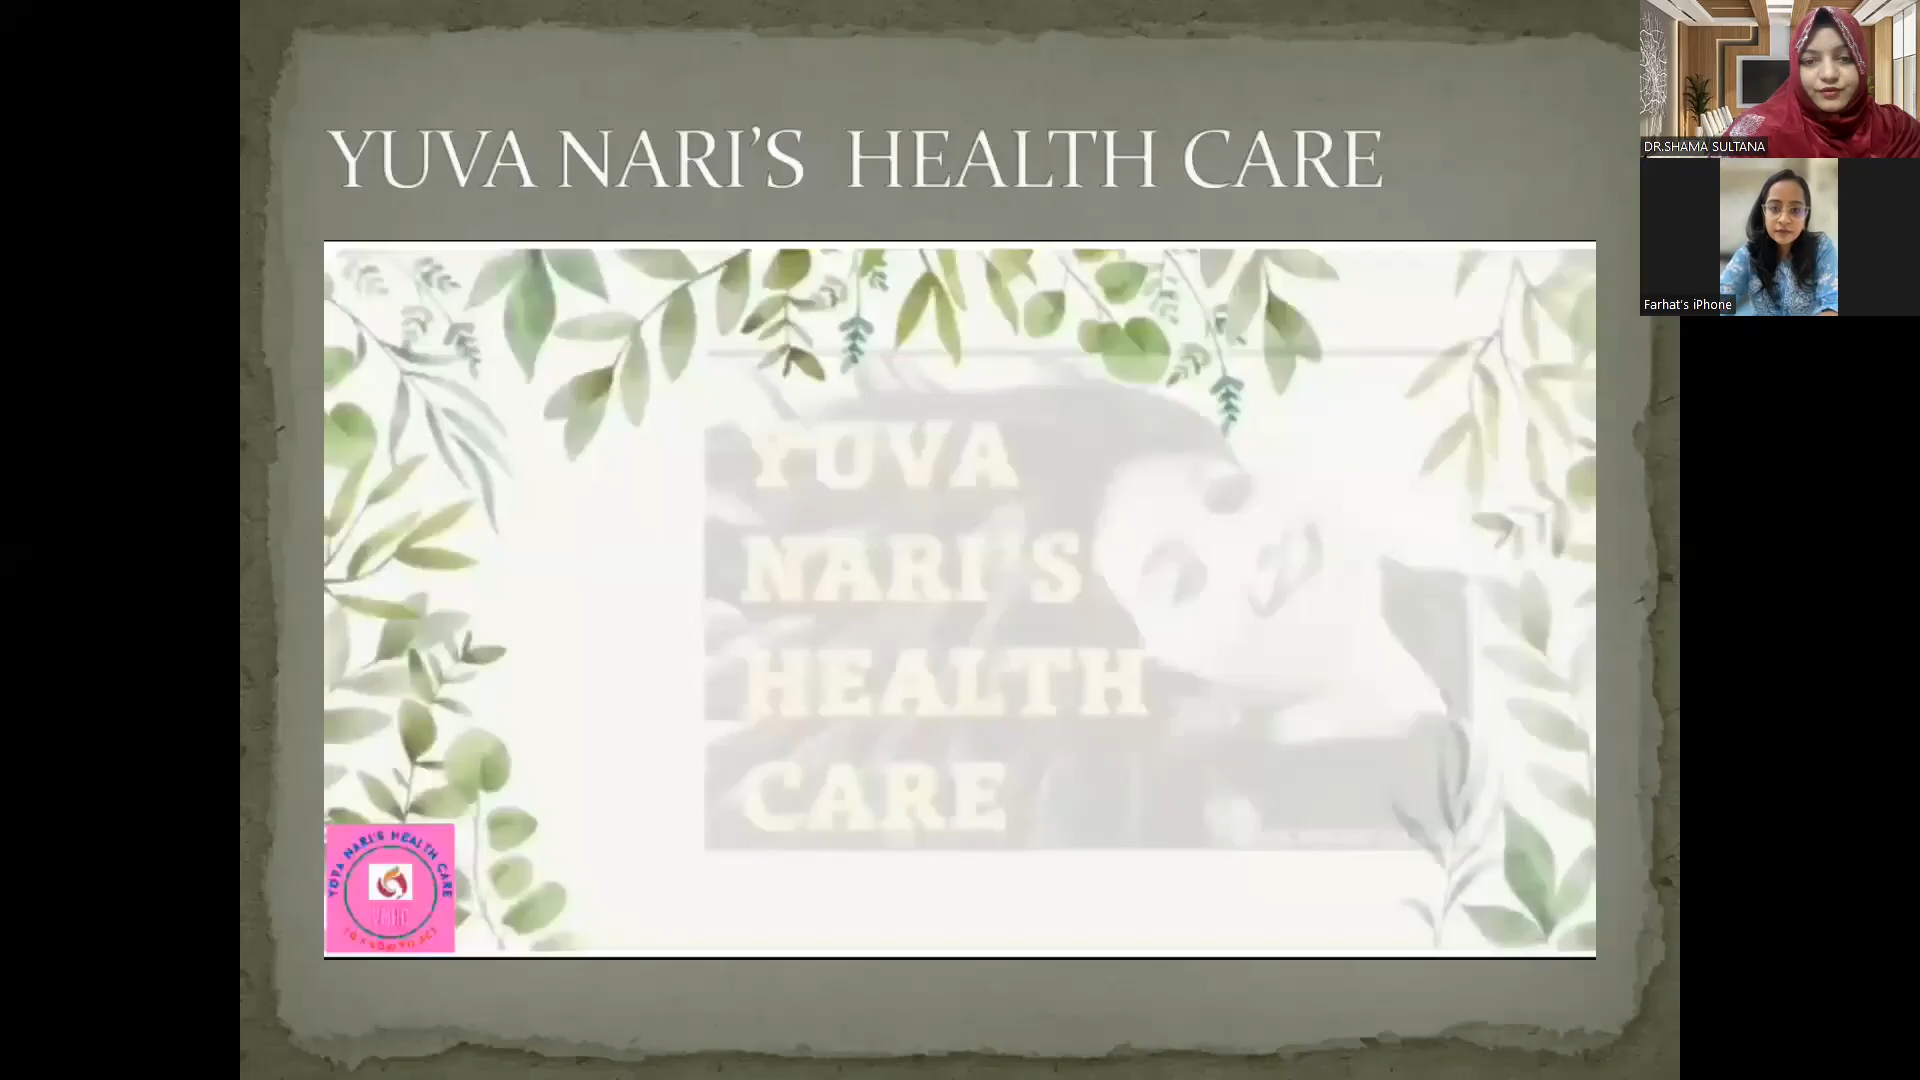 YUVA NARI'S HEALTH CARE
YUVA
NARI'S
HEALTH
CARE
YUVA NARI'S HEALTH CARE
DR.SHAMA SULTANA
Farhat's iPhone